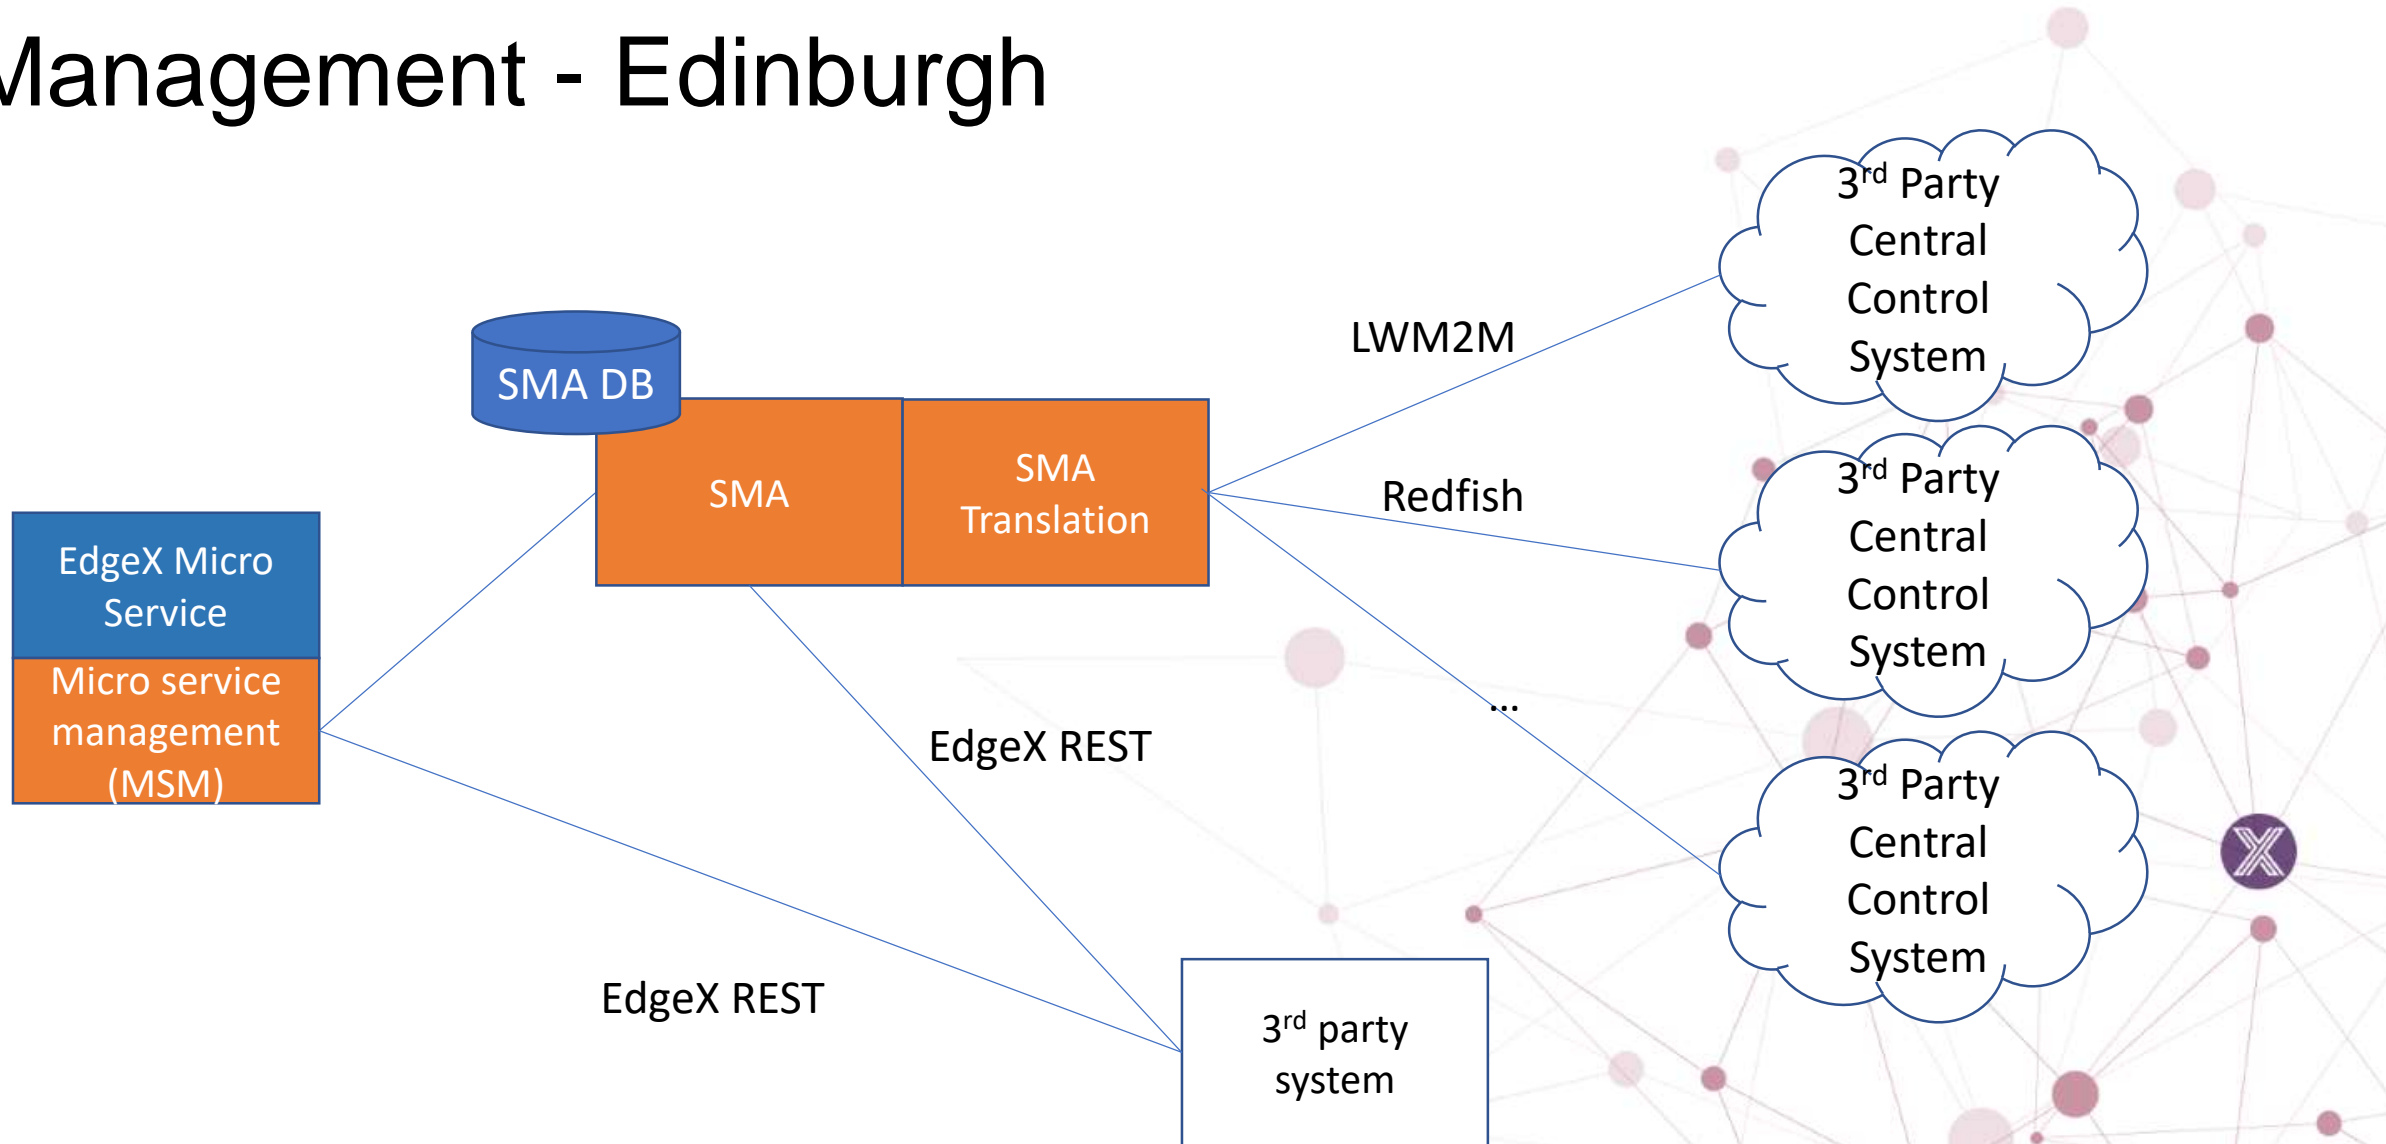 Management - Edinburgh
3rd Party
Central
Control
System
LWM2M
SMA DB
SMA
SMA
Translation
Redfish
3rd Party
Central
Control
System
EdgeX Micro
Service
Micro service
management
(MSM)
...
EdgeX REST
3rd Party
Central
Control
System
EdgeX REST
3rd party
system